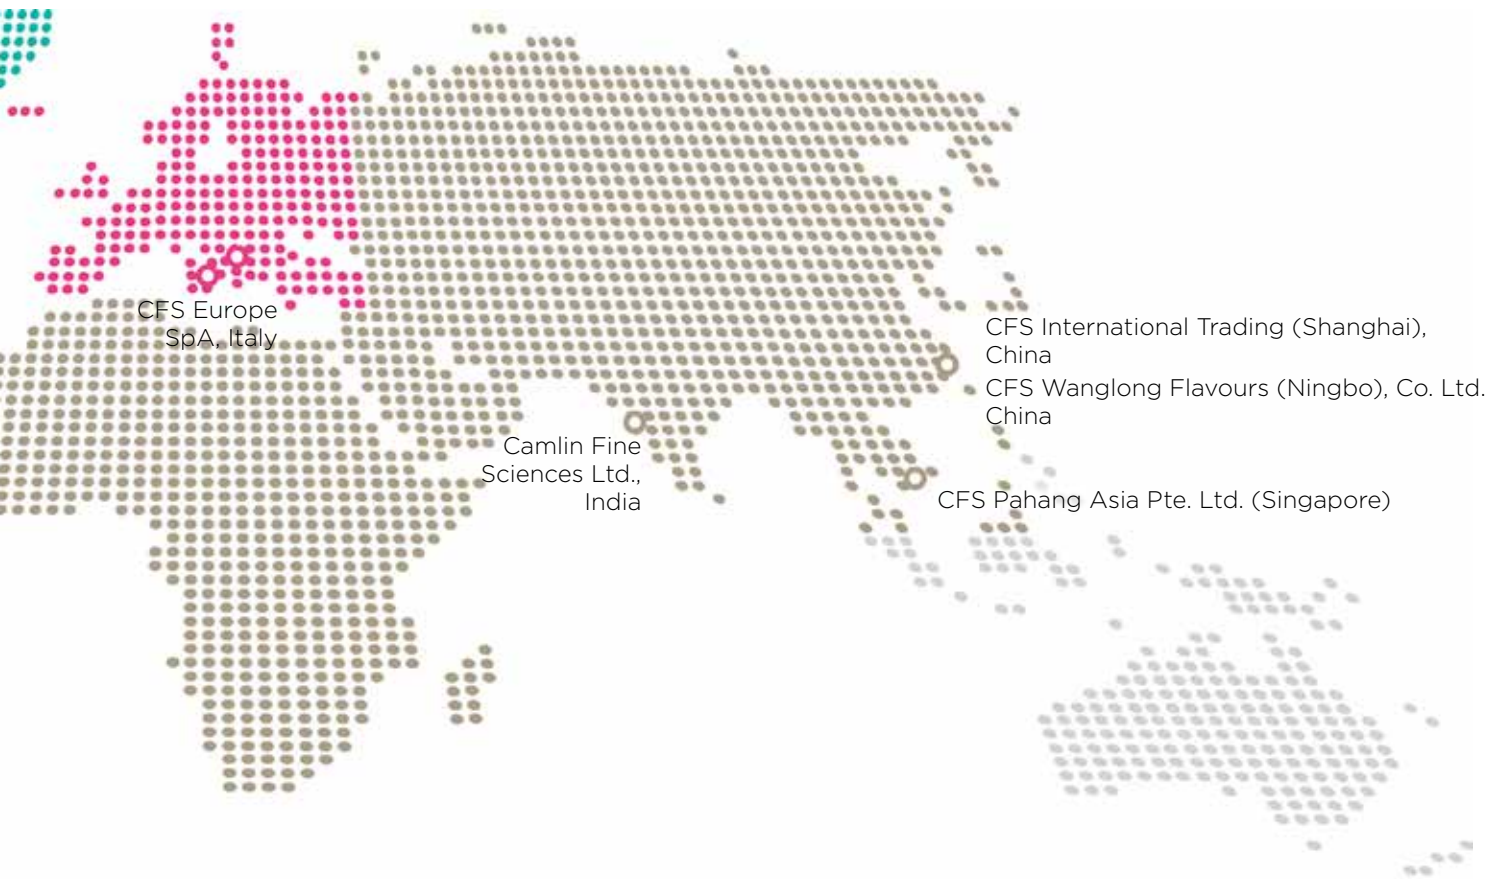 CFS Europe
SpA, Italy
CFS International Trading (Shanghai),
China
CFS Wanglong Flavours (Ningbo), Co. Ltd.
China
Camlin Fine
Sciences Ltd.,
India
CFS Pahang Asia Pte. Ltd. (Singapore)